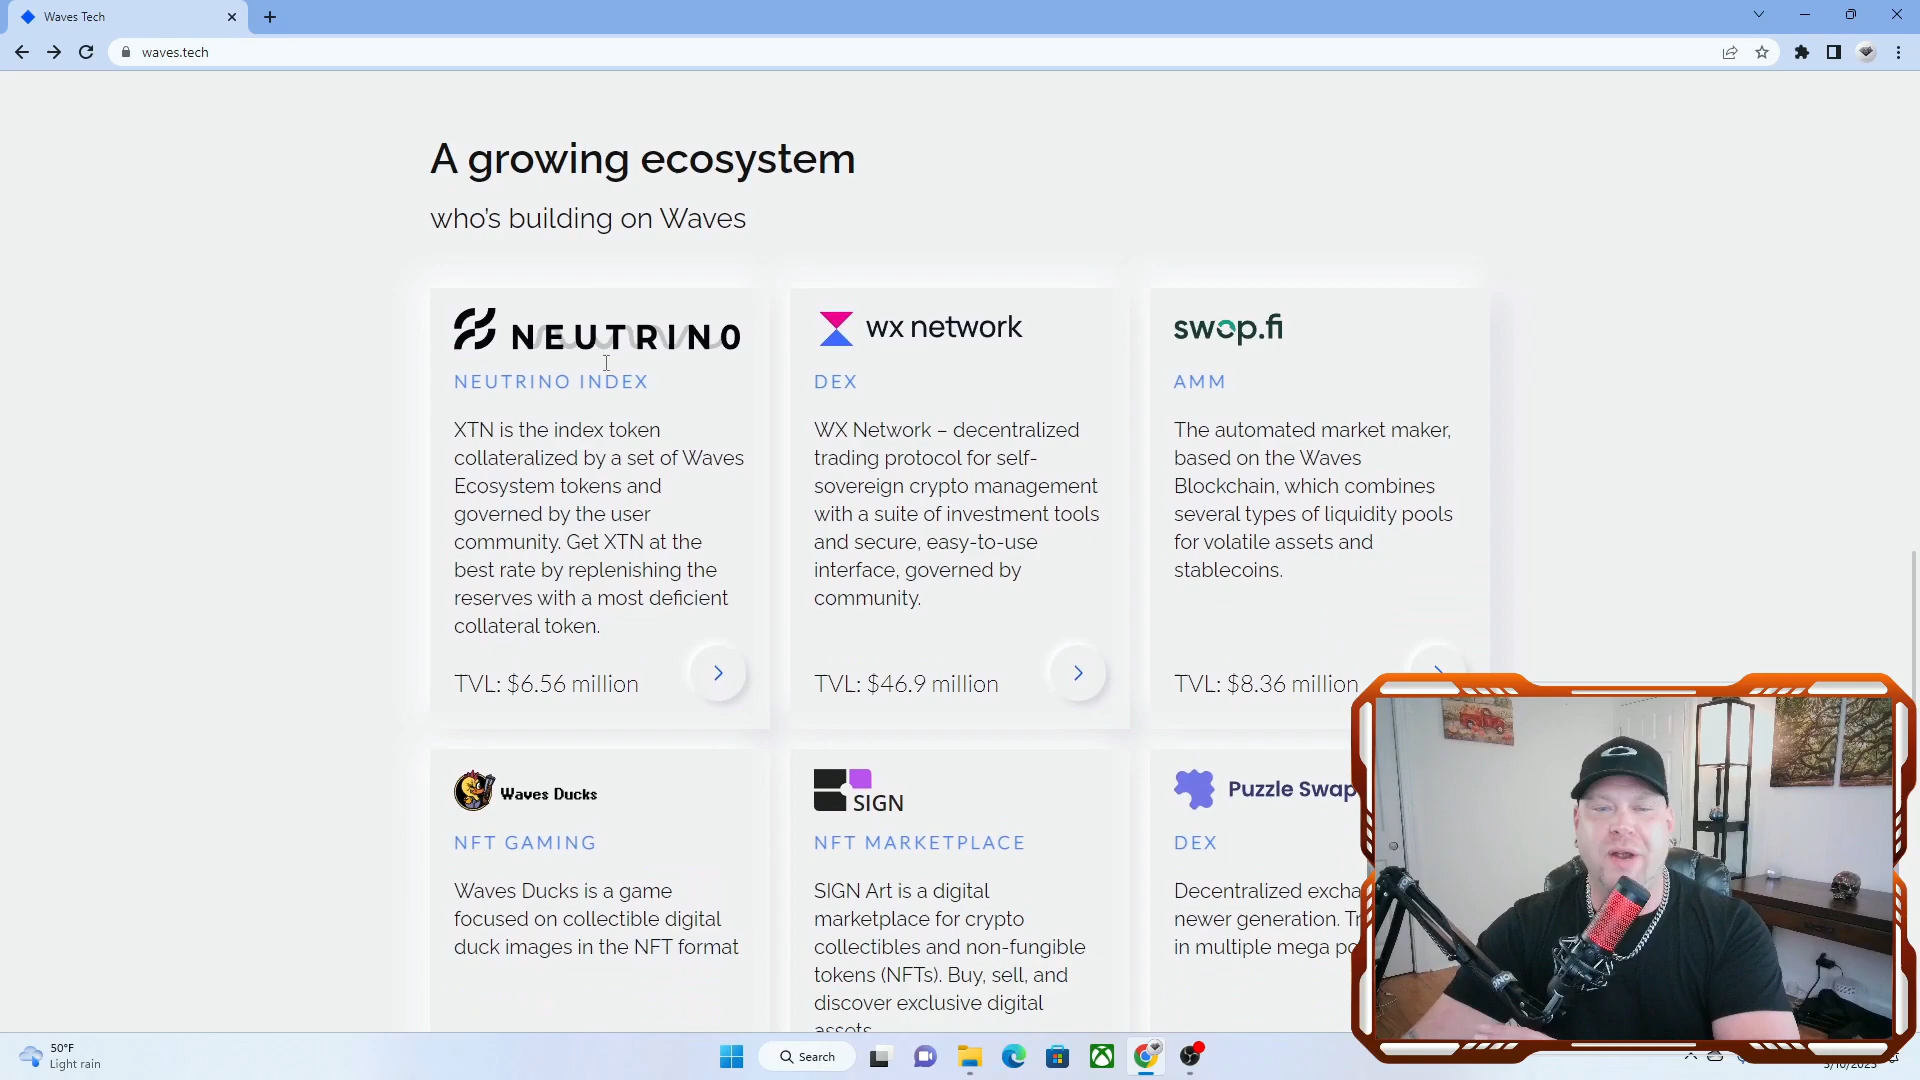 Waves Tech
waves.tech
A growing ecosystem
who's building on Waves
NEUTRINO
NEUTRINO INDEX
XTN is the index token
collateralized by a set of Waves
Ecosystem tokens and
governed by the user
community. Get XTN at the
best rate by replenishing the
reserves with a most deficient
collateral token.
TVL: $6.56 million
wx network
DEX
WX Network – decentralized
trading protocol for self-
sovereign crypto management
with a suite of investment tools
and secure, easy-to-use
interface, governed by
community.
TVL: $46.9 million
swop.fi
AMM
The automated market maker,
based on the Waves
Blockchain, which combines
several types of liquidity pools
for volatile assets and
stablecoins.
TVL: $8.36 million
Waves Ducks
NFT GAMING
Waves Ducks is a game
focused on collectible digital
duck images in the NFT format
SIGN
NFT MARKETPLACE
SIGN Art is a digital
marketplace for crypto
collectibles and non-fungible
tokens (NFTs). Buy, sell, and
discover exclusive digital
assets.
Puzzle Swap
DEX
Decentralized
newer generation.
in multiple mega
50°F
Light rain
Search